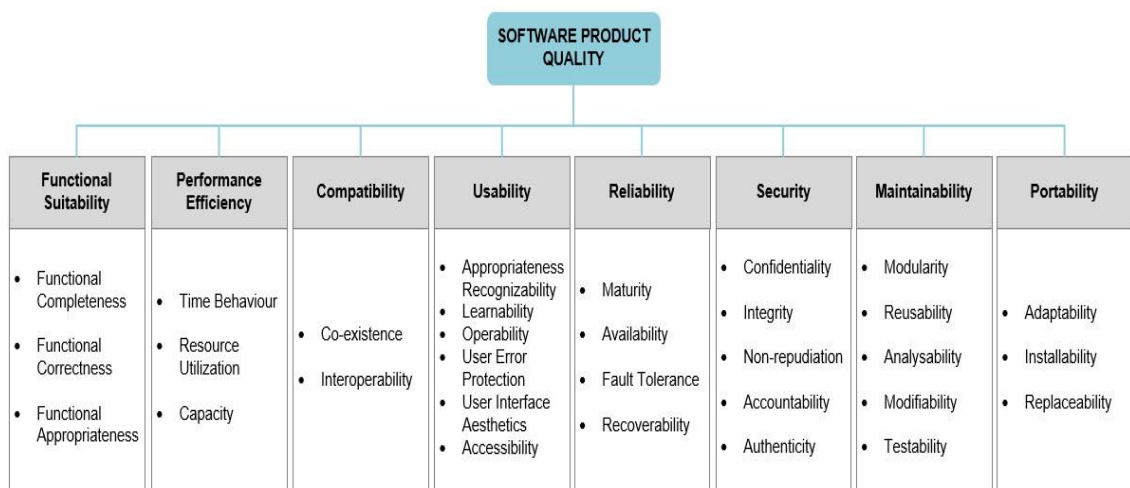 SOFTWARE PRODUCT
QUALITY
Functional
Suitability
• Functional
Completeness
• Functional
Correctness
• Functional
Appropriateness
Performance
Efficiency
• Time Behaviour
• Resource
Utilization
• Capacity
Compatibility
• Co-existence
• Interoperability
Usability
• Appropriateness
Recognizability
• Learnability
• Operability
• User Error
Protection
• User Interface
Aesthetics
• Accessibility
Reliability
• Maturity
• Availability
• Fault Tolerance
• Recoverability
Security
• Confidentiality
• Integrity
• Non-repudiation
• Accountability
• Authenticity
Maintainability
• Modularity
• Reusability
• Analysability
• Modifiability
• Testability
Portability
• Adaptability
• Installability
• Replaceability